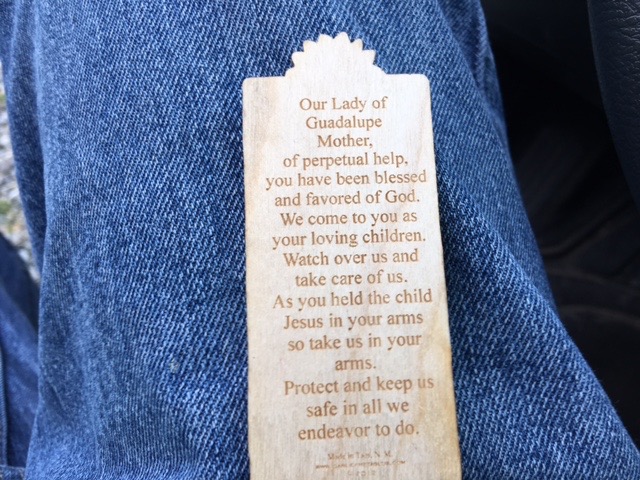 Our Lady of
Guadalupe
Mother,
of perpetual help,
you have been blessed
and favored of God.
We come to you as
your loving children.
Watch over us and
take care of us.
As you held the child
Jesus in your arms
so take us in your
arms.
Protect and keep us
safe in all we
endeavor to do.
Made in Taos, N. M.